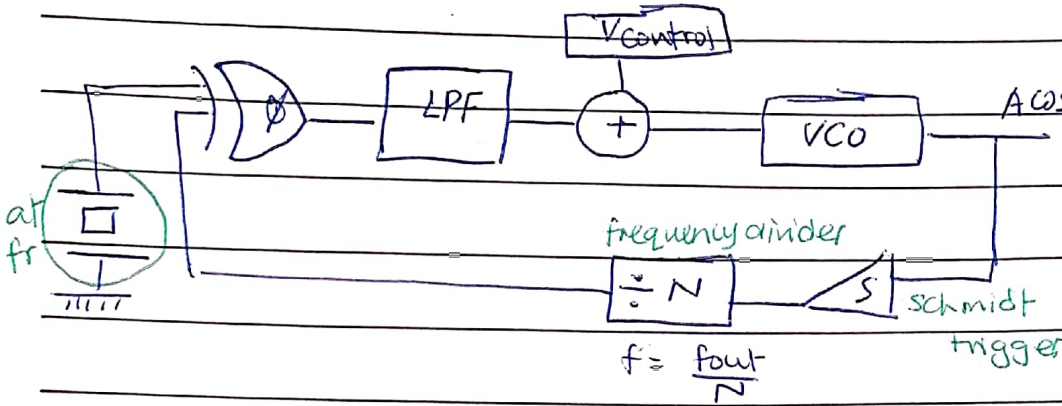 Vcontrol
φ
LPF
+
VCO
A cos
at
fr
frequency divider
÷ N
S
schmidt
trigger
f = fout/N